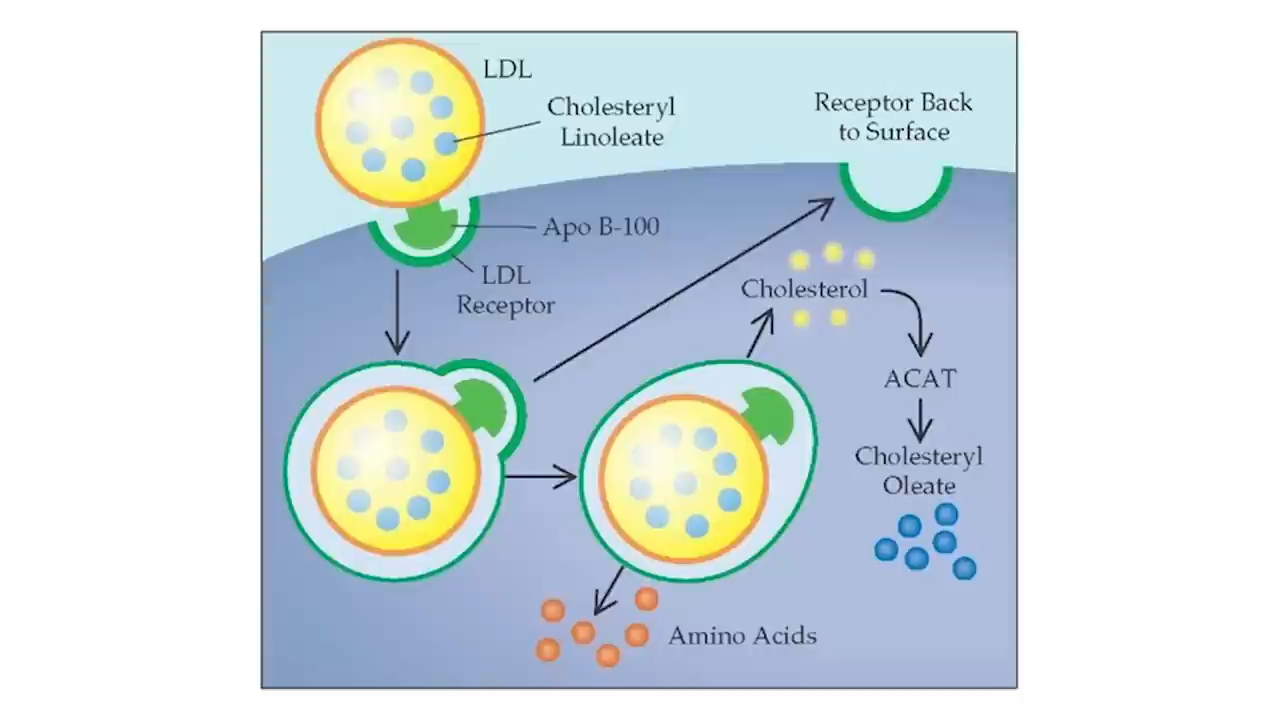 LDL
Cholesteryl
Linoleate
Receptor Back
to Surface
Apo B-100
LDL
Receptor
Cholesterol
ACAT
Cholesteryl
Oleate
Amino Acids